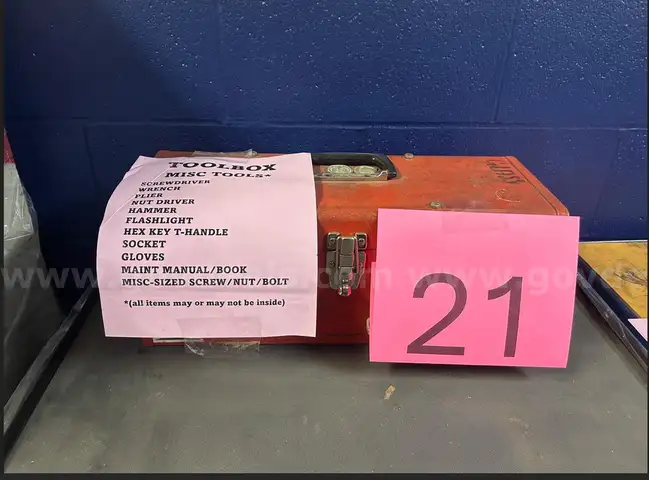 TOOLBOX
MISC TOOLS*
SCREWDRIVER
WRENCH
PLIER
NUT DRIVER
HAMMER
FLASHLIGHT
HEX KEY T-HANDLE
SOCKET
GLOVES
MAINT MANUAL/BOOK
MISC-SIZED SCREW/NUT/BOLT
*(all items may or may not be inside)
21